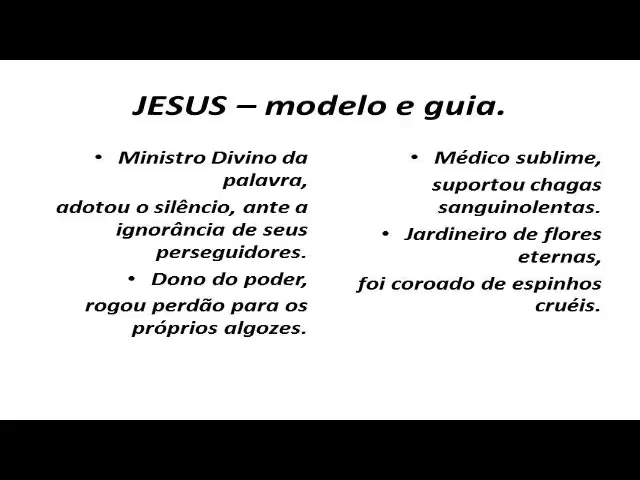 JESUS – modelo e guia.
• Ministro Divino da
palavra,
adotou o silêncio, ante a
ignorância de seus
perseguidores.
• Dono do poder,
rogou perdão para os
próprios algozes.
• Médico sublime,
suportou chagas
sanguinolentas.
• Jardineiro de flores
eternas,
foi coroado de espinhos
cruéis.